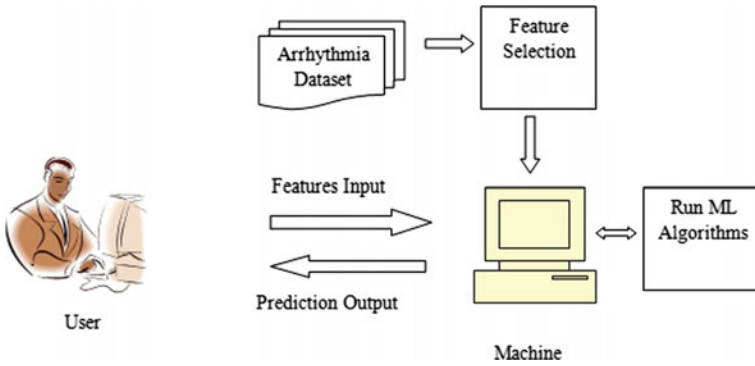 Arrhythmia
Dataset
Feature
Selection
Features Input
Run ML
Algorithms
Prediction Output
User
Machine